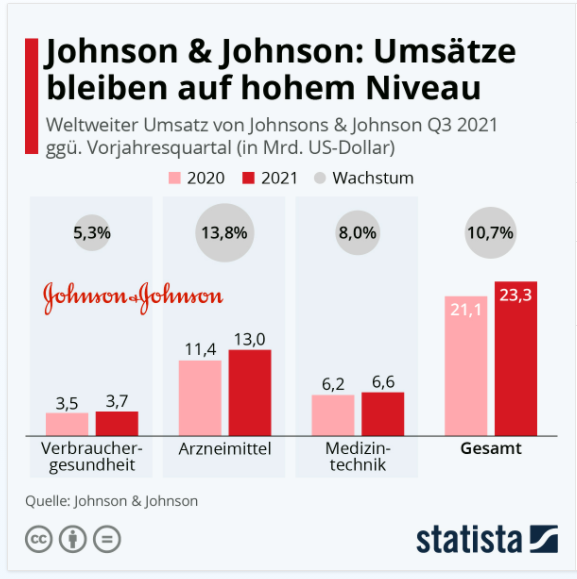 Johnson & Johnson: Umsätze
bleiben auf hohem Niveau
Weltweiter Umsatz von Johnsons & Johnson Q3 2021
ggü. Vorjahresquartal (in Mrd. US-Dollar)
2020 2021 Wachstum
5,3% 13,8% 8,0% 10,7%
Johnson & Johnson
21,1 23,3
11,4 13,0
6,2 6,6
3,5 3,7
Verbraucher-
gesundheit
Arzneimittel
Medizin-
technik
Gesamt
Quelle: Johnson & Johnson
cc
statista